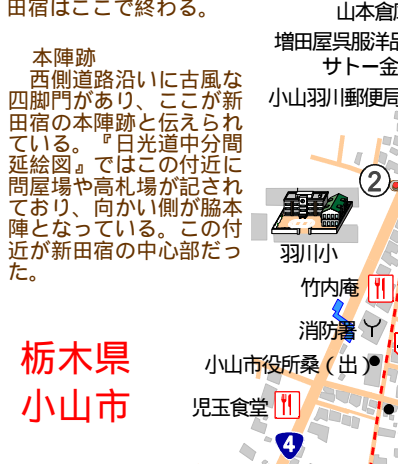 田宿はここで終わる。
本陣跡
西側道路沿いに古風な
四脚門があり、ここが新
田宿の本陣跡と伝えられ
ている。『日光道中分間
延絵図』ではこの付近に
問屋場や高札場が記され
ており、向かい側が脇本
陣となっている。この付
近が新田宿の中心部だっ
た。
栃木県
小山市
山本倉庫
増田屋呉服洋品
サトー金
小山羽川郵便局
2
羽川小
竹内庵
消防署
小山市役所桑(出)
児玉食堂
4